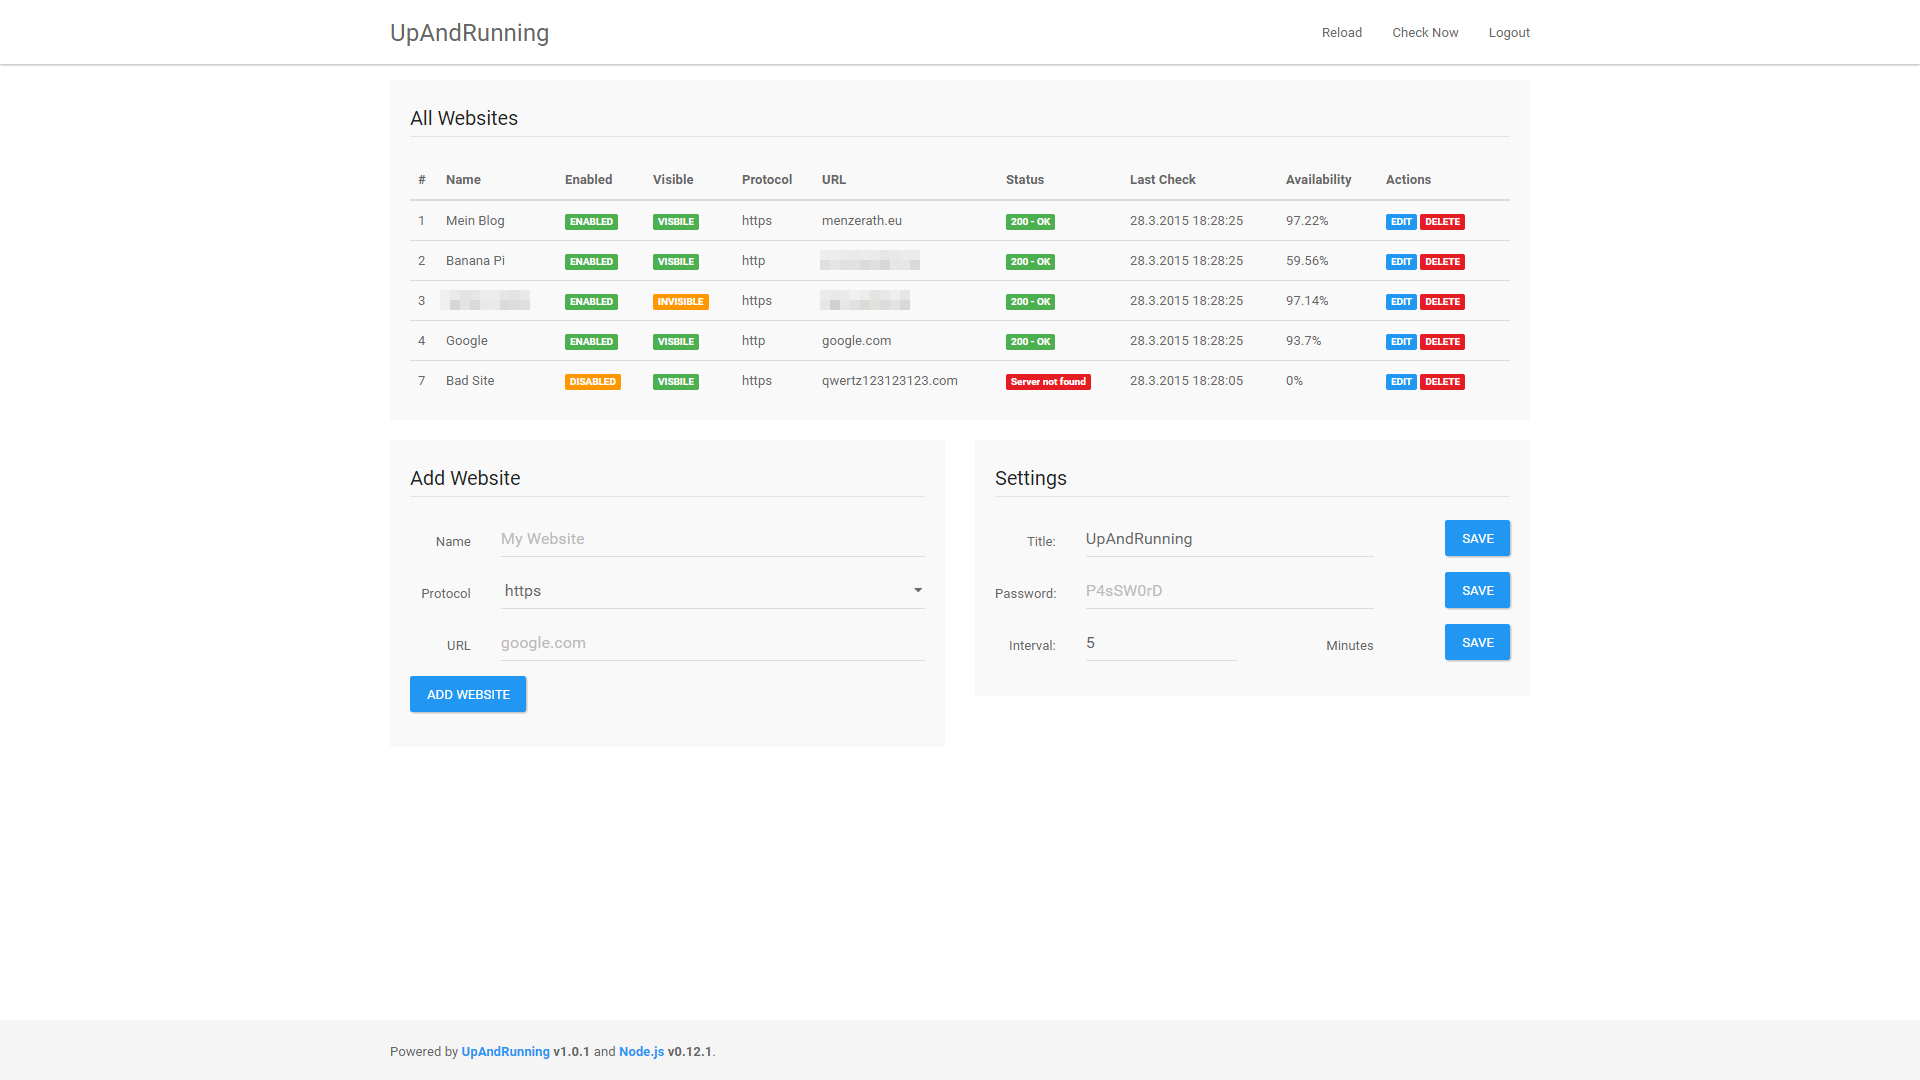 UpAndRunning Reload Check Now Logout
All Websites
# Name Enabled Visible Protocol URL Status Last Check Availability Actions
1 Mein Blog ENABLED VISBILE https menzerath.eu 200 - OK 28.3.2015 18:28:25 97.22% EDIT DELETE
2 Banana Pi ENABLED VISBILE http 200 - OK 28.3.2015 18:28:25 59.56% EDIT DELETE
3 ENABLED INVISIBLE https 200 - OK 28.3.2015 18:28:25 97.14% EDIT DELETE
4 Google ENABLED VISBILE http google.com 200 - OK 28.3.2015 18:28:25 93.7% EDIT DELETE
7 Bad Site DISABLED VISBILE https qwertz123123123.com Server not found 28.3.2015 18:28:05 0% EDIT DELETE
Add Website
Name My Website
Protocol https
URL google.com
ADD WEBSITE
Settings
Title: UpAndRunning SAVE
Password: P4sSW0rD SAVE
Interval: 5 Minutes SAVE
Powered by UpAndRunning v1.0.1 and Node.js v0.12.1.